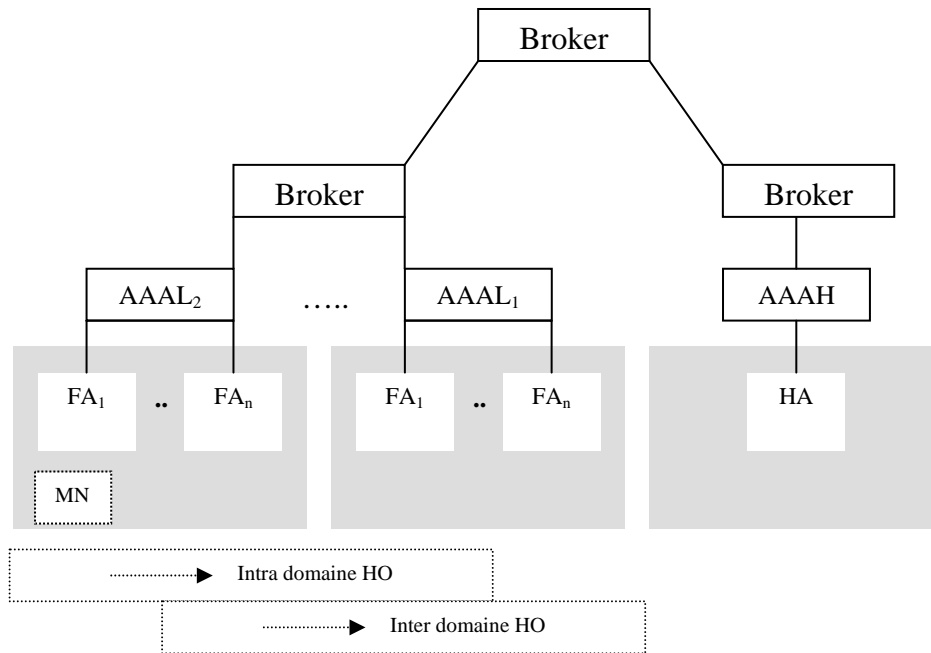 Broker
Broker Broker
AAAL₂ ….. AAAL₁ AAAH
FA₁ .. FAₙ FA₁ .. FAₙ HA
MN
Intra domaine HO
Inter domaine HO